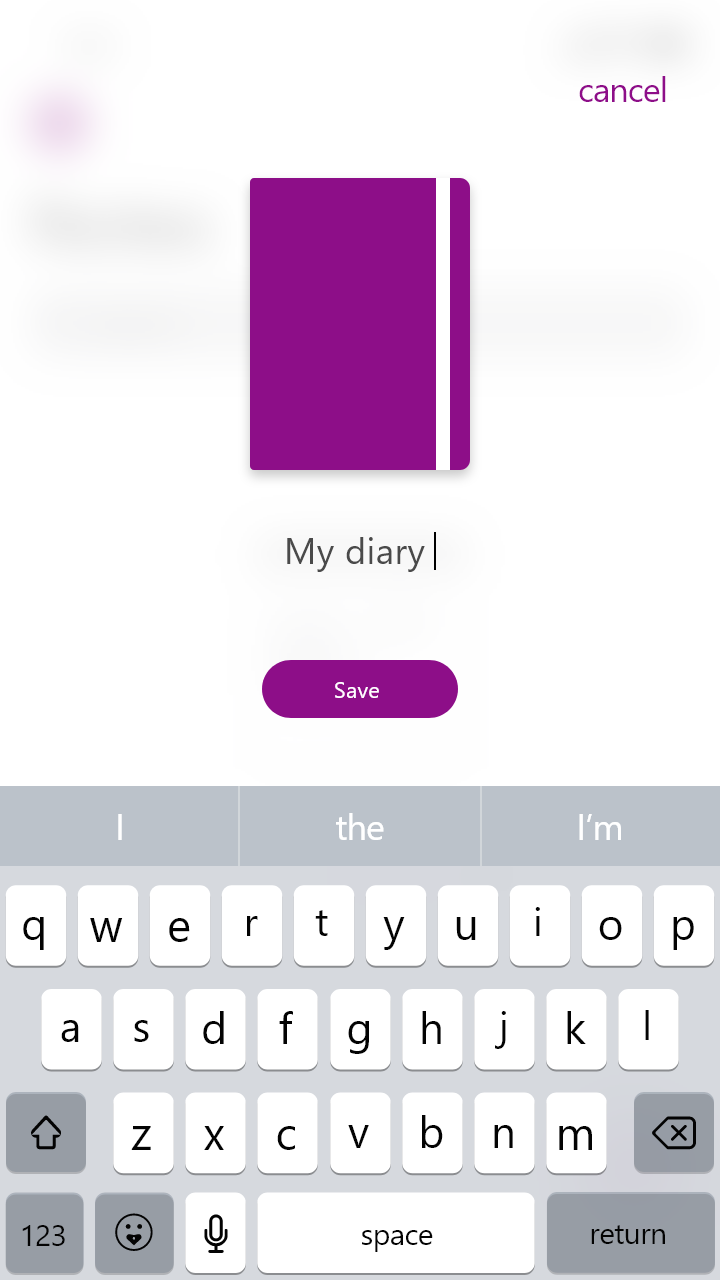 cancel
My diary
Save
I the I'm
q w e r t y u i o p
a s d f g h j k l
z x c v b n m
123 space return